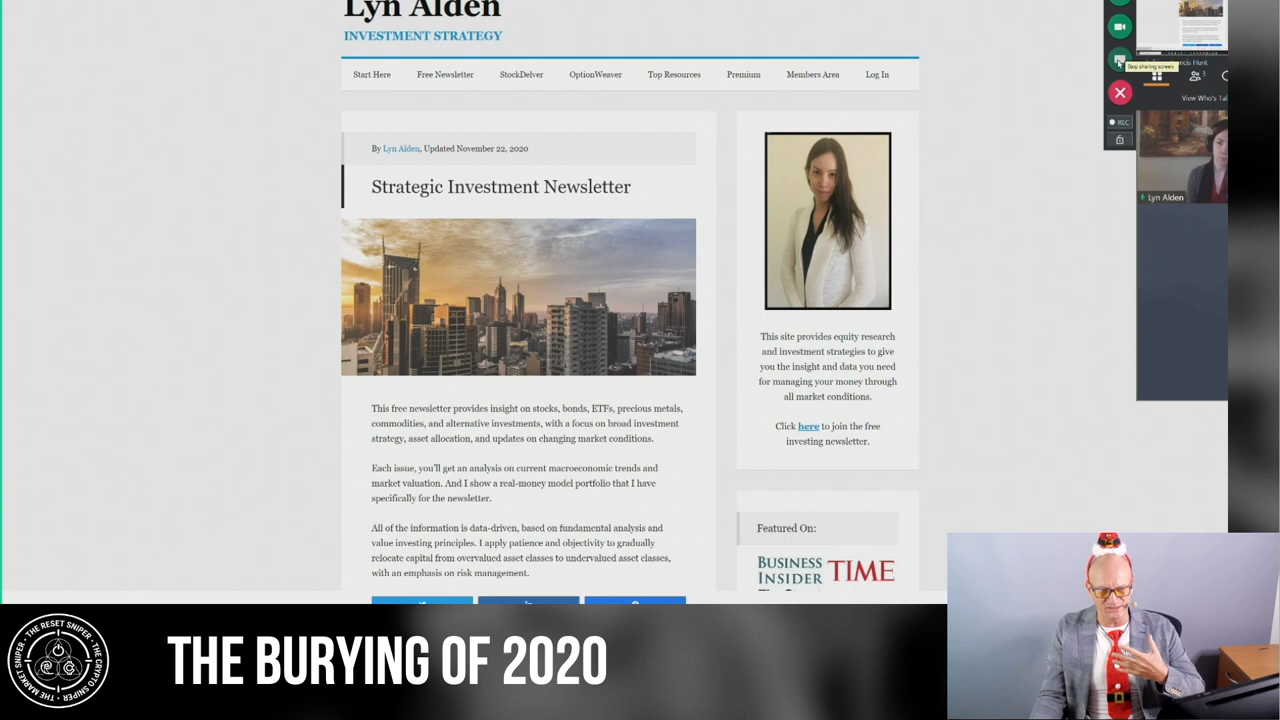 Lyn Alden
INVESTMENT STRATEGY
Start Here Free Newsletter StockDelver OptionWeaver Top Resources Premium Members Area Log In
By Lyn Alden, Updated November 22, 2020
Strategic Investment Newsletter
This free newsletter provides insight on stocks, bonds, ETFs, precious metals,
commodities, and alternative investments, with a focus on broad investment
strategy, asset allocation, and updates on changing market conditions.
Each issue, you'll get an analysis on current macroeconomic trends and
market valuation. And I show a real-money model portfolio that I have
specifically for the newsletter.
All of the information is data-driven, based on fundamental analysis and
value investing principles. I apply patience and objectivity to gradually
relocate capital from overvalued asset classes to undervalued asset classes,
with an emphasis on risk management.
This site provides equity research
and investment strategies to give
you the insight and data you need
for managing your money through
all market conditions.
Click here to join the free
investing newsletter.
Featured On:
BUSINESS
INSIDER
TIME
Stop sharing screen
Hunt
3
View Who's Tal
REC
Lyn Alden
THE RESET SNIPER · THE CRYPTO SNIPER · THE MARKET SNIPER
THE BURYING OF 2020